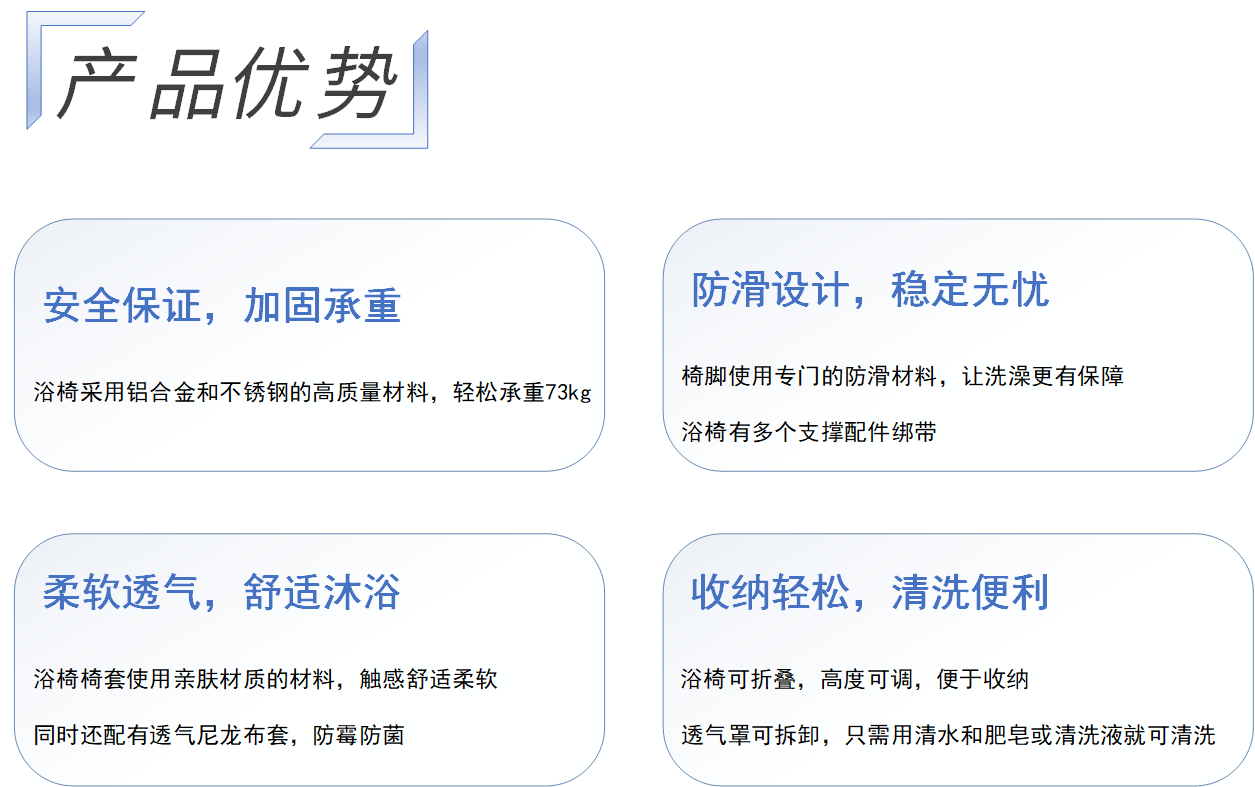 产品优势
安全保证，加固承重
浴椅采用铝合金和不锈钢的高质量材料，轻松承重73kg
防滑设计，稳定无忧
椅脚使用专门的防滑材料，让洗澡更有保障
浴椅有多个支撑配件绑带
柔软透气，舒适沐浴
浴椅椅套使用亲肤材质的材料，触感舒适柔软
同时还配有透气尼龙布套，防霉防菌
收纳轻松，清洗便利
浴椅可折叠，高度可调，便于收纳
透气罩可拆卸，只需用清水和肥皂或清洗液就可清洗